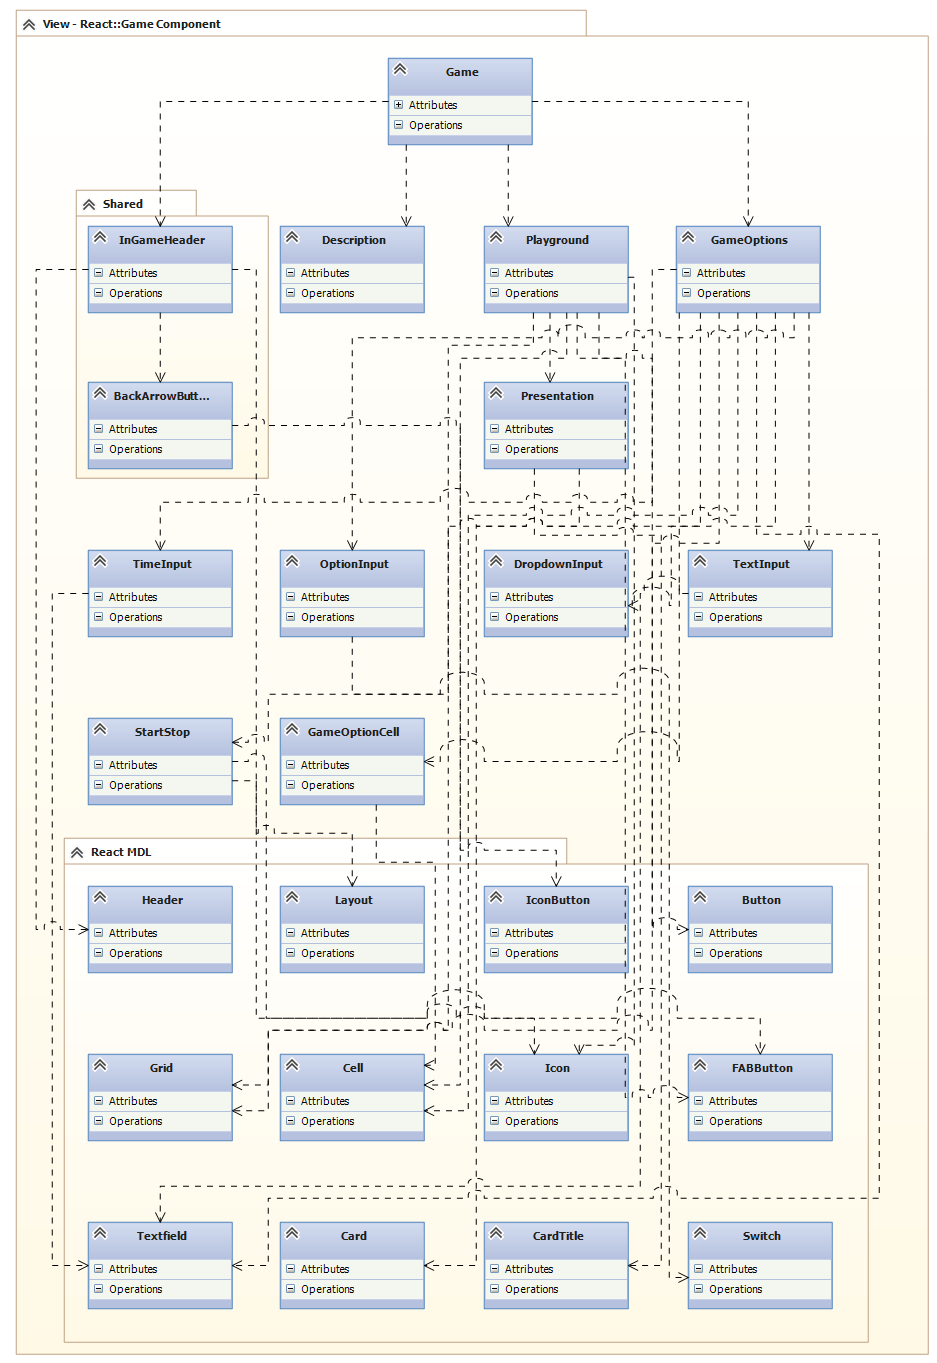 View - React::Game Component
Game
Attributes
Operations
Shared
InGameHeader
Attributes
Operations
Description
Attributes
Operations
Playground
Attributes
Operations
GameOptions
Attributes
Operations
BackArrowButt...
Attributes
Operations
Presentation
Attributes
Operations
TimeInput
Attributes
Operations
OptionInput
Attributes
Operations
DropdownInput
Attributes
Operations
TextInput
Attributes
Operations
StartStop
Attributes
Operations
GameOptionCell
Attributes
Operations
React MDL
Header
Attributes
Operations
Layout
Attributes
Operations
IconButton
Attributes
Operations
Button
Attributes
Operations
Grid
Attributes
Operations
Cell
Attributes
Operations
Icon
Attributes
Operations
FABButton
Attributes
Operations
Textfield
Attributes
Operations
Card
Attributes
Operations
CardTitle
Attributes
Operations
Switch
Attributes
Operations